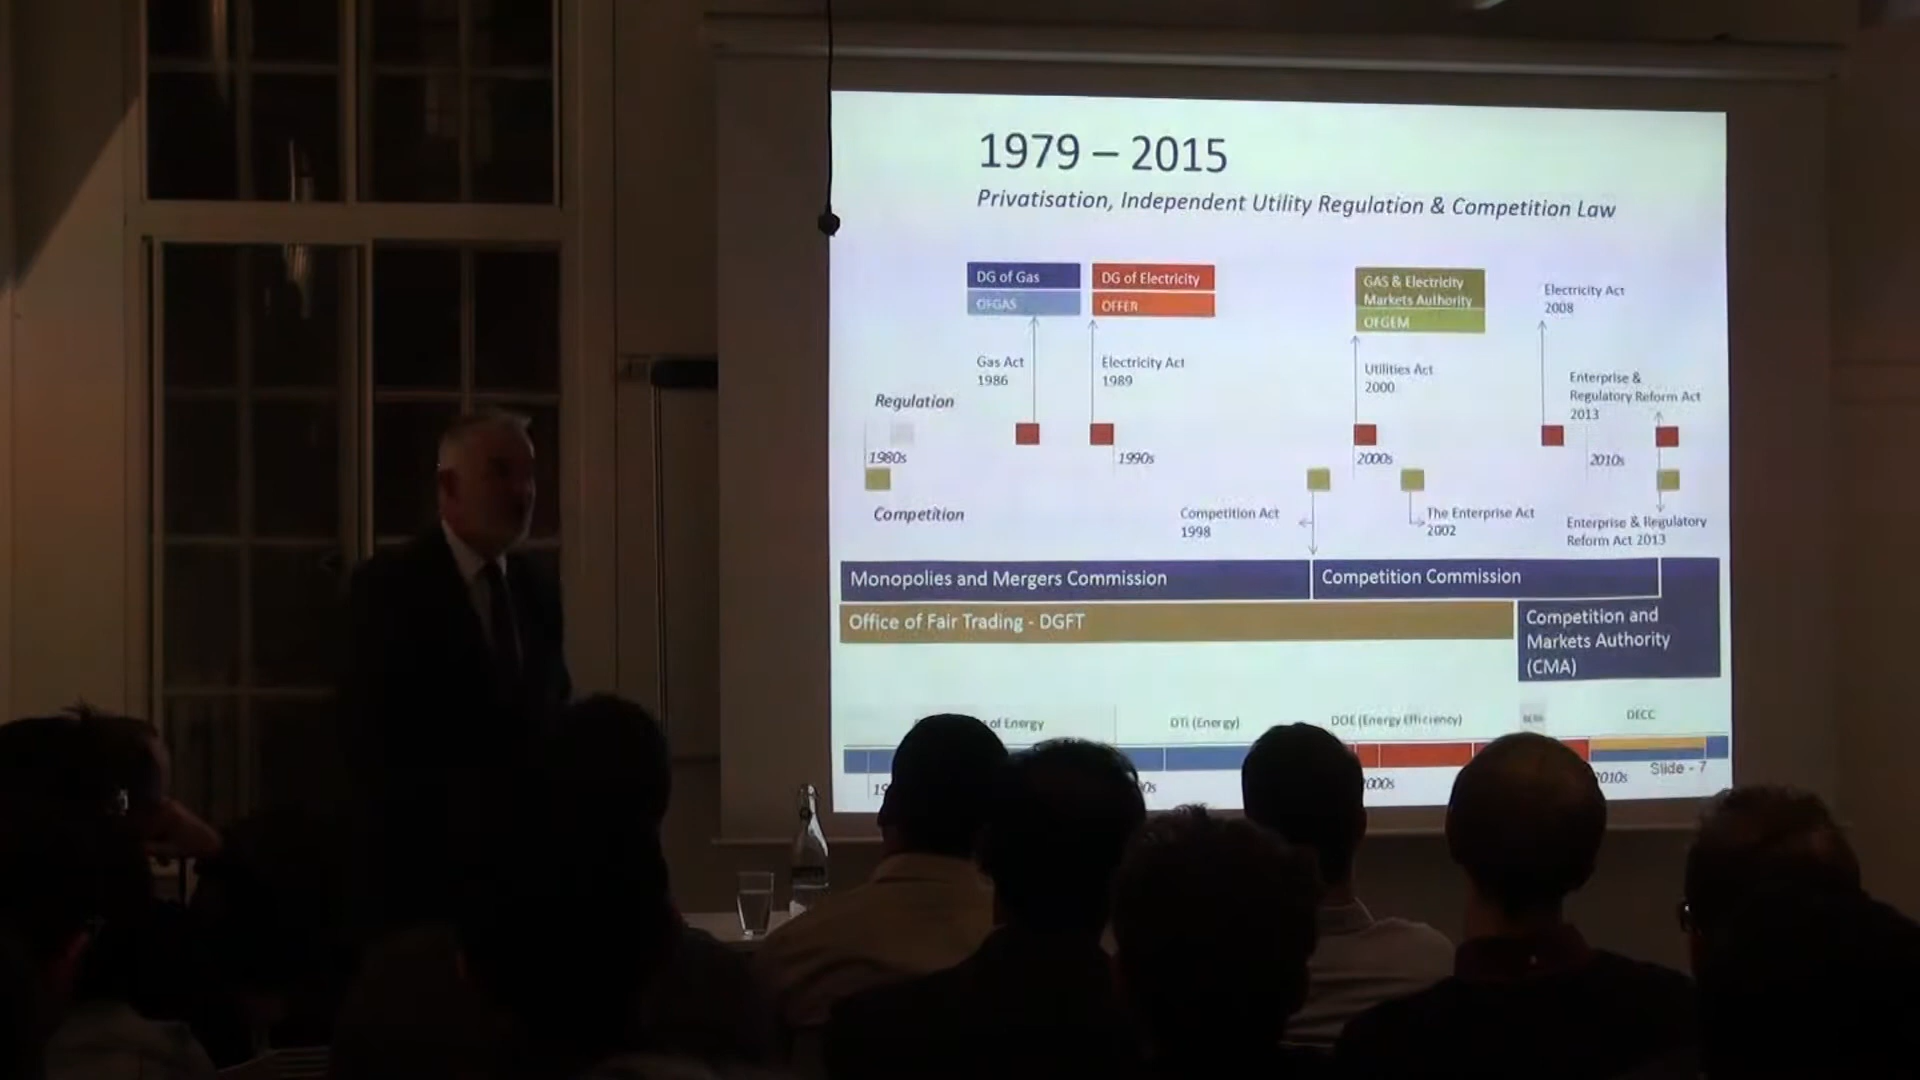 1979 – 2015
Privatisation, Independent Utility Regulation & Competition Law
DG of Gas
OFGAS
DG of Electricity
OFFER
GAS & Electricity
Markets Authority
OFGEM
Electricity Act
2008
Gas Act
1986
Electricity Act
1989
Utilities Act
2000
Enterprise &
Regulatory Reform Act
2013
Regulation
1980s
1990s
2000s
2010s
Competition
Competition Act
1998
The Enterprise Act
2002
Enterprise & Regulatory
Reform Act 2013
Monopolies and Mergers Commission
Competition Commission
Office of Fair Trading - DGFT
Competition and
Markets Authority
(CMA)
of Energy
DTI (Energy)
DOE (Energy Efficiency)
DECC
Slide - 7